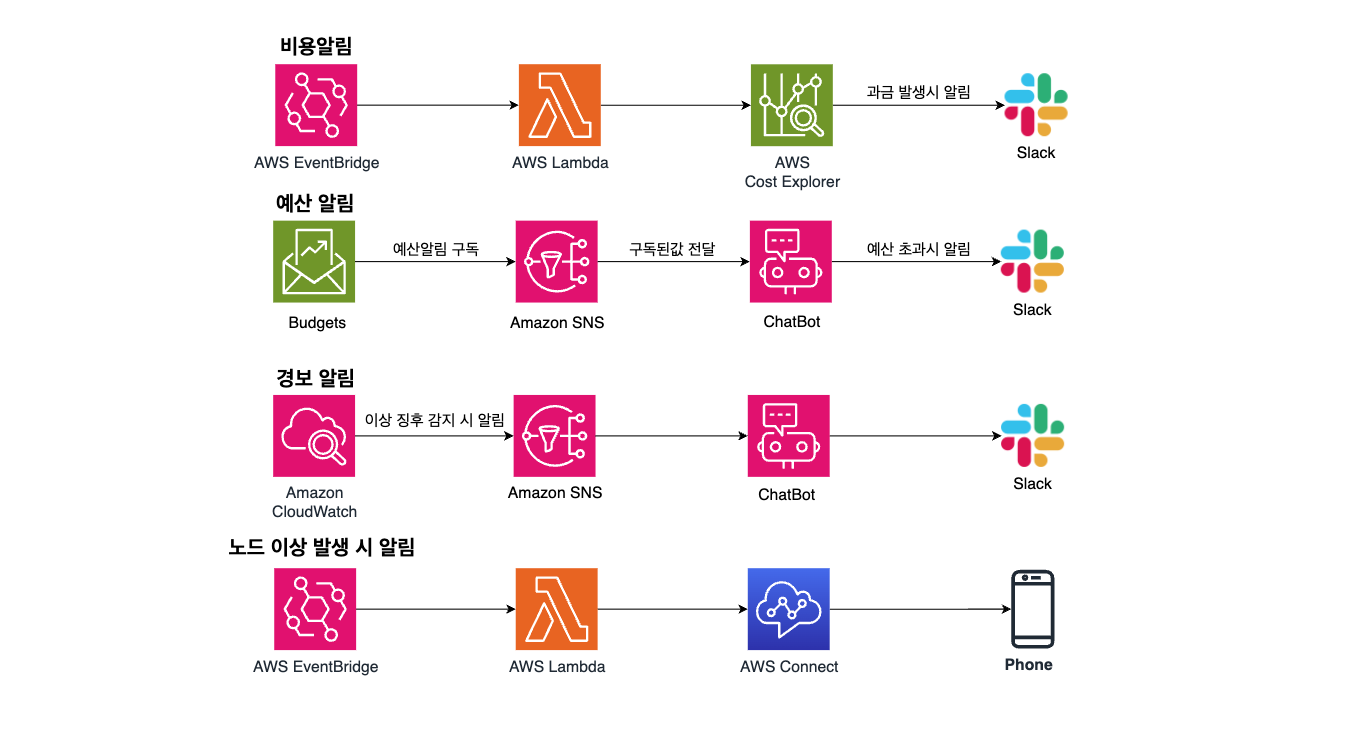 비용알림
과금 발생시 알림
AWS EventBridge
AWS Lambda
AWS
Cost Explorer
Slack
예산 알림
예산알림 구독
구독된값 전달
예산 초과시 알림
Budgets
Amazon SNS
ChatBot
Slack
경보 알림
이상 징후 감지 시 알림
Amazon
CloudWatch
Amazon SNS
ChatBot
Slack
노드 이상 발생 시 알림
AWS EventBridge
AWS Lambda
AWS Connect
Phone